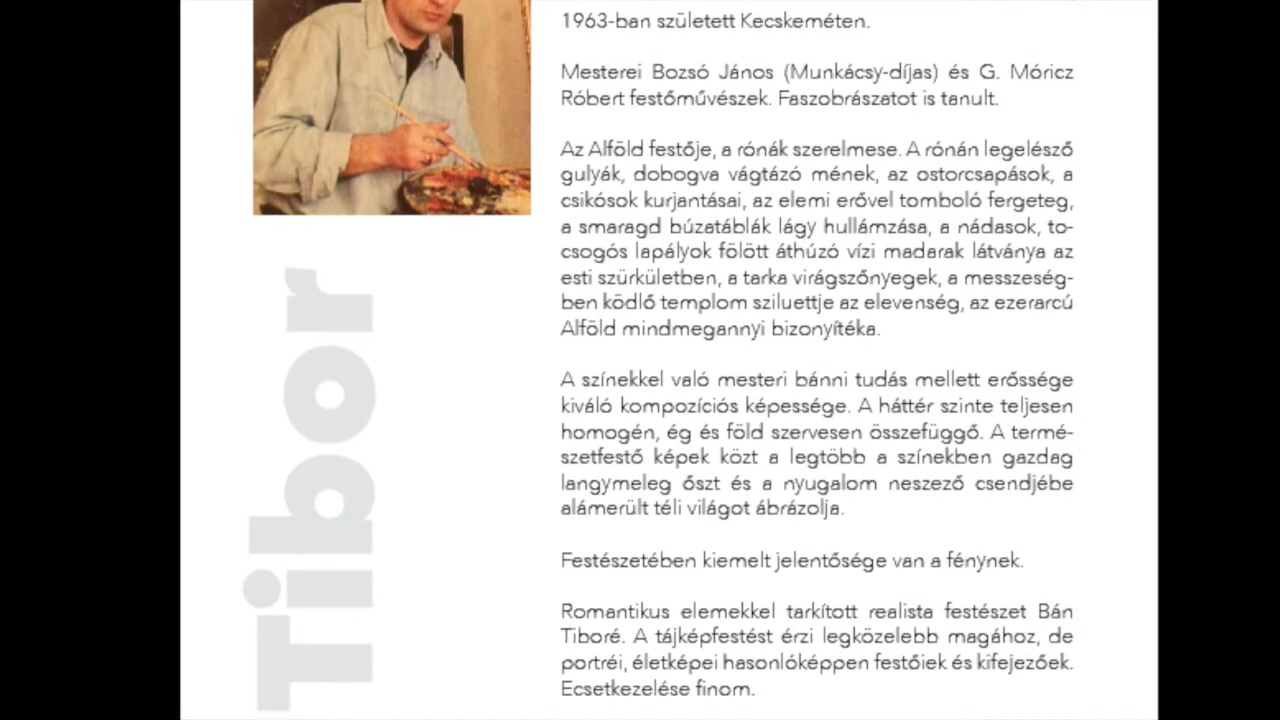 1963-ban született Kecskeméten.
Mesterei Bozsó János (Munkácsy-díjas) és G. Móricz
Róbert festőművészek. Faszobrászatot is tanult.
Az Alföld festője, a rónák szerelmese. A rónán legelésző
gulyák, dobogva vágtázó mének, az ostorcsapások, a
csikósok kurjantásai, az elemi erővel tomboló fergeteg,
a smaragd búzatáblák lágy hullámzása, a nádasok, to-
csogós lapályok fölött áthúzó vízi madarak látványa az
esti szürkületben, a tarka virágszőnyegek, a messzeség-
ben ködlő templom sziluettje az elevenség, az ezerarcú
Alföld mindmegannyi bizonyítéka.
A színekkel való mesteri bánni tudás mellett erőssége
kiváló kompozíciós képessége. A háttér szinte teljesen
homogén, ég és föld szervesen összefüggő. A termé-
szetfestő képek közt a legtöbb a színekben gazdag
langymeleg őszt és a nyugalom neszező csendjébe
alámerült téli világot ábrázolja.
Festészetében kiemelt jelentősége van a fénynek.
Romantikus elemekkel tarkított realista festészet Bán
Tiboré. A tájképfestést érzi legközelebb magához, de
portréi, életképei hasonlóképpen festőiek és kifejezőek.
Ecsetkezelése finom.
Tibor